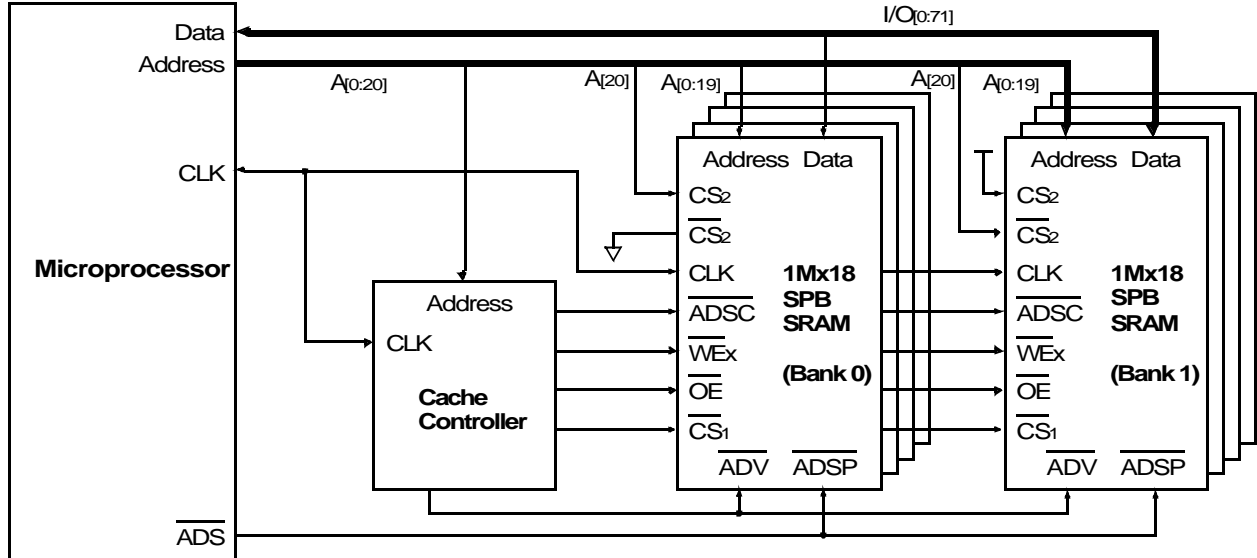 I/O[0:71]
Data
Address
A[0:20]
A[20]
A[0:19]
A[20]
A[0:19]
CLK
Microprocessor
ADS
Address
CLK
Cache
Controller
Address Data
CS2
CS2
CLK
ADSC
WEx
OE
CS1
ADV ADSP
1Mx18
SPB
SRAM
(Bank 0)
Address Data
CS2
CS2
CLK
ADSC
WEx
OE
CS1
ADV ADSP
1Mx18
SPB
SRAM
(Bank 1)